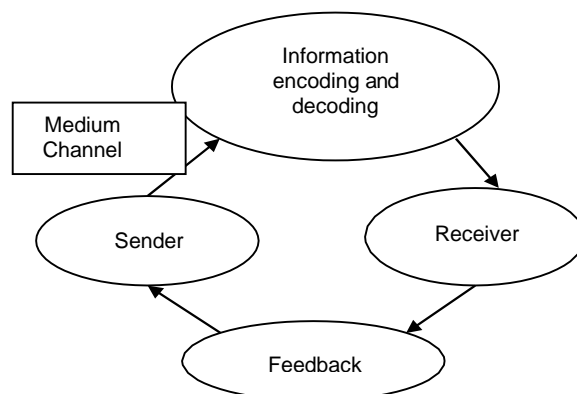 Information
encoding and
decoding
Medium
Channel
Sender
Receiver
Feedback